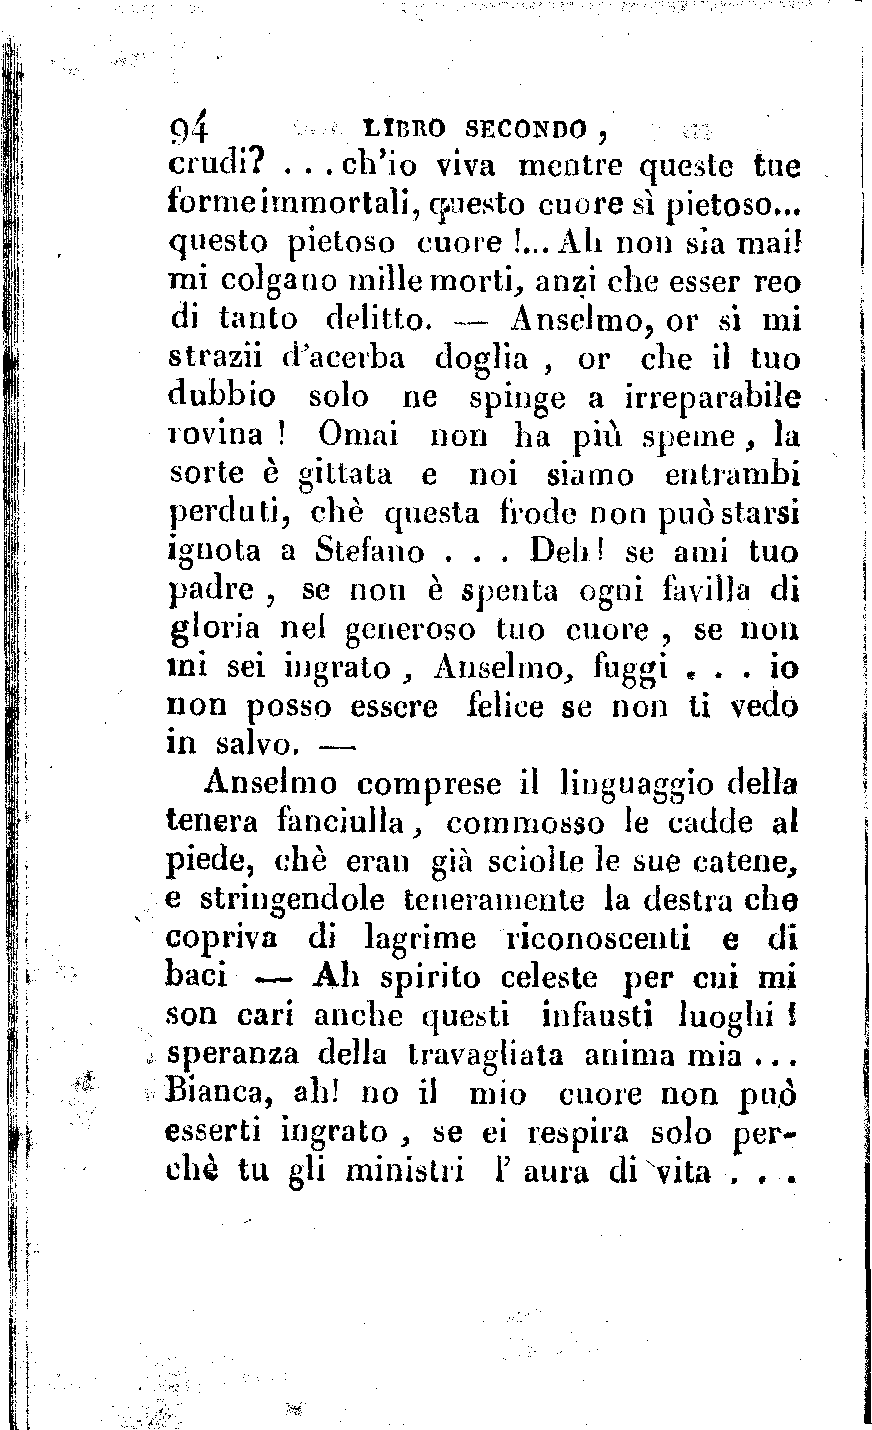 94 LIBRO SECONDO,
crudi? ... ch'io viva mentre queste tue
forme immortali, questo cuore sì pietoso...
questo pietoso cuore!... Ah non sia mai!
mi colgano mille morti, anzi che esser reo
di tanto delitto. — Anselmo, or sì mi
strazii d'acerba doglia, or che il tuo
dubbio solo ne spinge a irreparabile
rovina! Omai non ha più speme, la
sorte è gittata e noi siamo entrambi
perduti, chè questa frode non può starsi
ignota a Stefano . . . Deh! se ami tuo
padre, se non è spenta ogni favilla di
gloria nel generoso tuo cuore, se non
mi sei ingrato, Anselmo, fuggi . . . io
non posso essere felice se non ti vedo
in salvo. —
Anselmo comprese il linguaggio della
tenera fanciulla, commosso le cadde al
piede, chè eran già sciolte le sue catene,
e stringendole teneramente la destra che
copriva di lagrime riconoscenti e di
baci — Ah spirito celeste per cui mi
son cari anche questi infausti luoghi!
speranza della travagliata anima mia ...
Bianca, ah! no il mio cuore non può
esserti ingrato, se ei respira solo per-
chè tu gli ministri l' aura di vita . . .